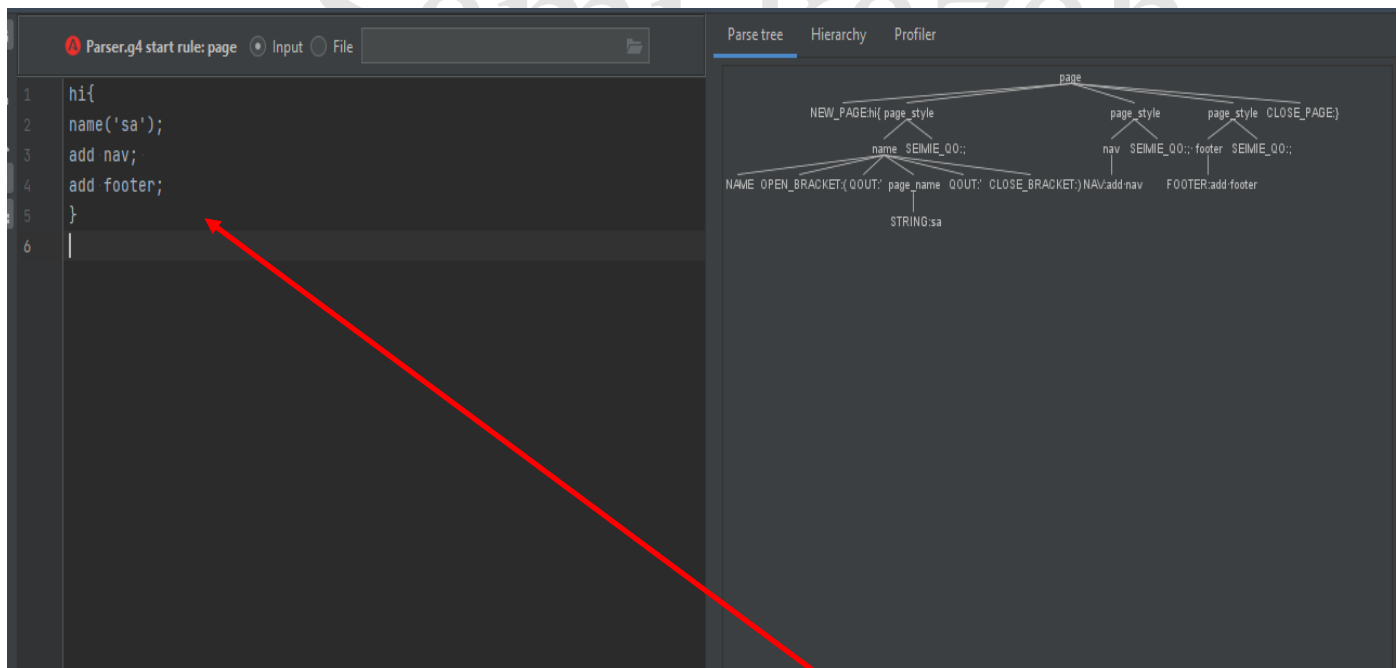 Parser.g4 start rule: page Input File
Parse tree Hierarchy Profiler
1 hi{
2 name('sa');
3 add nav;
4 add footer;
5 }
6
page
NEW_PAGE:hi{ page_style page_style page_style CLOSE_PAGE:}
name SEIMIE_QO:; nav SEIMIE_QO:;· footer SEIMIE_QO:;
NAME OPEN_BRACKET:( QOUT:' page_name QOUT:' CLOSE_BRACKET:) NAV:add·nav FOOTER:add·footer
STRING:sa